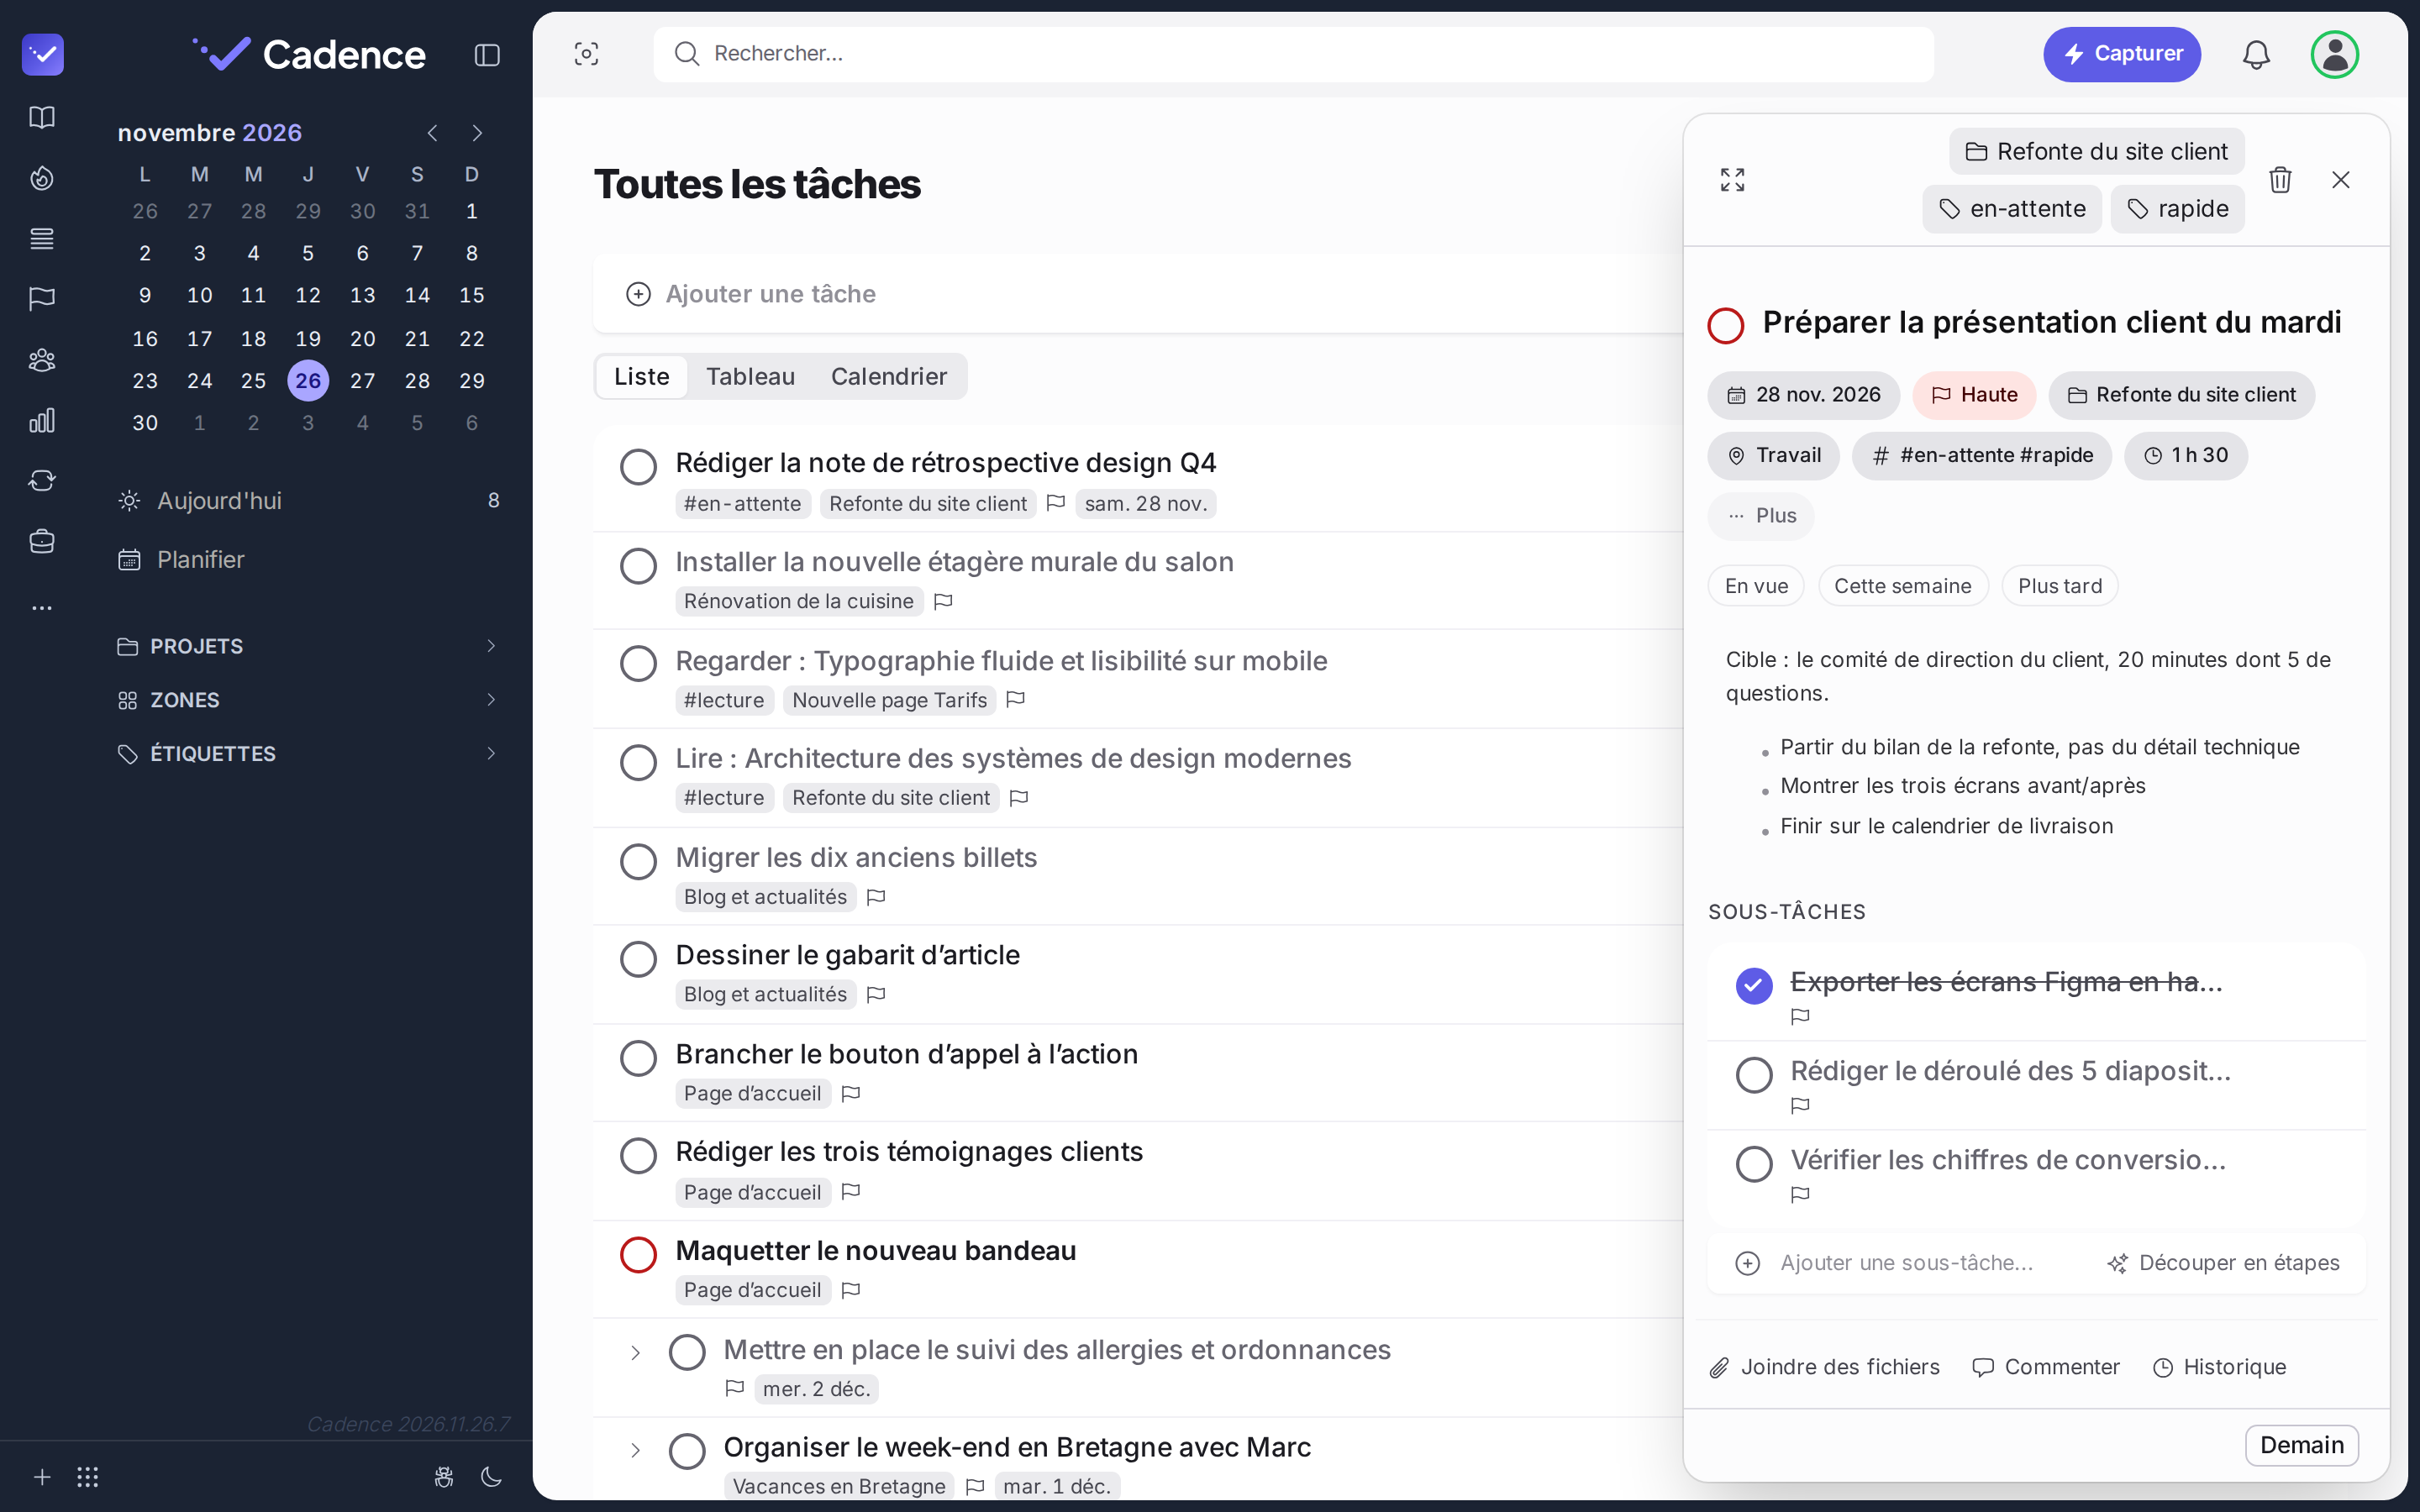 Cadence
novembre 2026
L M M J V S D
26 27 28 29 30 31 1
2 3 4 5 6 7 8
9 10 11 12 13 14 15
16 17 18 19 20 21 22
23 24 25 26 27 28 29
30 1 2 3 4 5 6
Aujourd'hui 8
Planifier
PROJETS
ZONES
ÉTIQUETTES
Cadence 2026.11.26.7
Rechercher...
Capturer
Toutes les tâches
Ajouter une tâche
Liste Tableau Calendrier
Rédiger la note de rétrospective design Q4
#en-attente Refonte du site client sam. 28 nov.
Installer la nouvelle étagère murale du salon
Rénovation de la cuisine
Regarder : Typographie fluide et lisibilité sur mobile
#lecture Nouvelle page Tarifs
Lire : Architecture des systèmes de design modernes
#lecture Refonte du site client
Migrer les dix anciens billets
Blog et actualités
Dessiner le gabarit d’article
Blog et actualités
Brancher le bouton d’appel à l’action
Page d’accueil
Rédiger les trois témoignages clients
Page d’accueil
Maquetter le nouveau bandeau
Page d’accueil
Mettre en place le suivi des allergies et ordonnances
mer. 2 déc.
Organiser le week-end en Bretagne avec Marc
Vacances en Bretagne mar. 1 déc.
Refonte du site client
en-attente rapide
Préparer la présentation client du mardi
28 nov. 2026 Haute Refonte du site client
Travail #en-attente #rapide 1 h 30
Plus
En vue Cette semaine Plus tard
Cible : le comité de direction du client, 20 minutes dont 5 de
questions.
Partir du bilan de la refonte, pas du détail technique
Montrer les trois écrans avant/après
Finir sur le calendrier de livraison
SOUS-TÂCHES
Exporter les écrans Figma en ha...
Rédiger le déroulé des 5 diaposit...
Vérifier les chiffres de conversio...
Ajouter une sous-tâche... Découper en étapes
Joindre des fichiers Commenter Historique
Demain